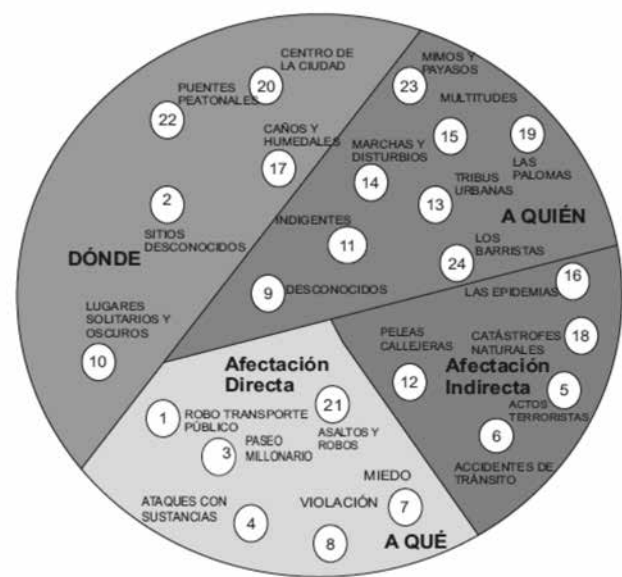 CENTRO DE
LA CIUDAD
20
PUENTES
PEATONALES
22
CAÑOS Y
HUMEDALES
17
2
SITIOS
DESCONOCIDOS
DÓNDE
LUGARES
SOLITARIOS Y
OSCUROS
10
MIMOS Y
PAYASOS
23
MULTITUDES
15
19
LAS
PALOMAS
MARCHAS Y
DISTURBIOS
14
TRIBUS
URBANAS
13
A QUIÉN
INDIGENTES
11
LOS
BARRISTAS
24
9
DESCONOCIDOS
LAS EPIDEMIAS
16
CATÁSTROFES
NATURALES
18
PELEAS
CALLEJERAS
12
Afectación
Indirecta
5
ACTOS
TERRORISTAS
6
ACCIDENTES DE
TRÁNSITO
Afectación
Directa
21
ASALTOS Y
ROBOS
1
ROBO TRANSPORTE
PÚBLICO
3
PASEO
MILLONARIO
MIEDO
7
ATAQUES CON
SUSTANCIAS
4
VIOLACIÓN
8
A QUÉ